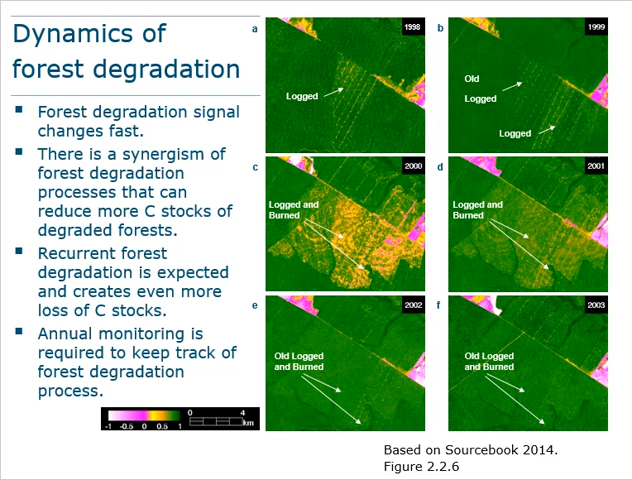 Dynamics of
forest degradation
Forest degradation signal
changes fast.
There is a synergism of
forest degradation
processes that can
reduce more C stocks of
degraded forests.
Recurrent forest
degradation is expected
and creates even more
loss of C stocks.
Annual monitoring is
required to keep track of
forest degradation
process.
-1 -0.5 0 0.5 1
0 4
km
a
1998
Logged
b
1999
Old
Logged
Logged
c
2000
Logged and
Burned
d
2001
Logged and
Burned
e
2002
Old Logged
and Burned
f
2003
Old Logged
and Burned
Based on Sourcebook 2014.
Figure 2.2.6